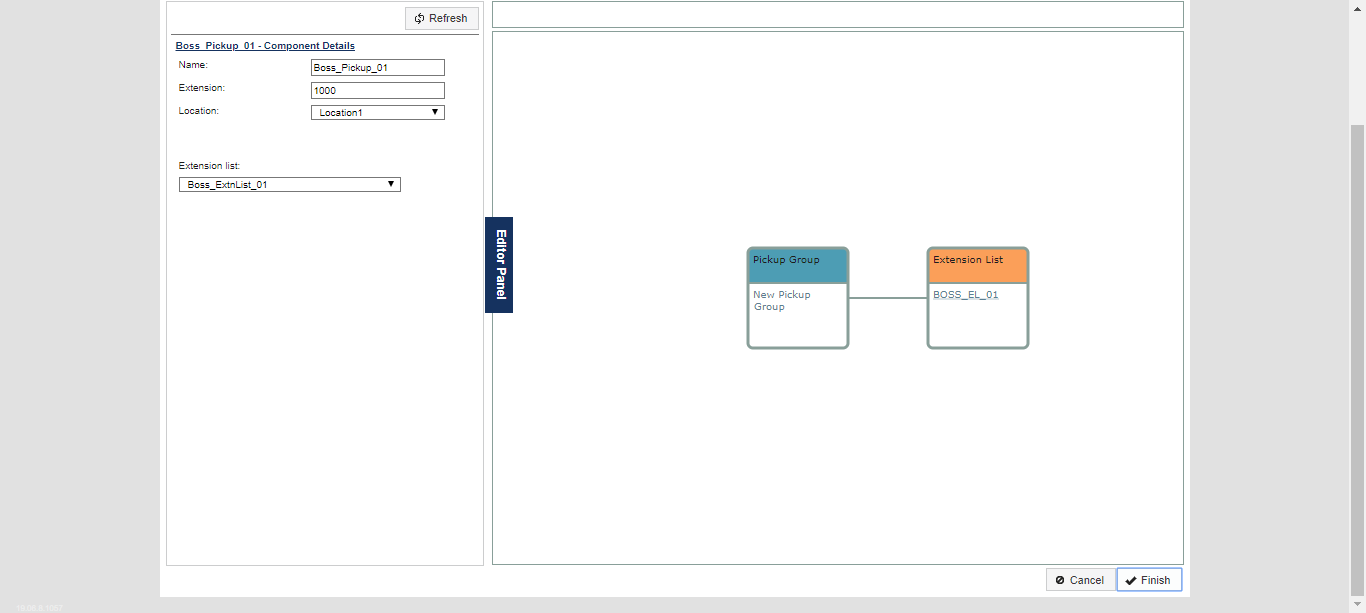 Refresh
Boss_Pickup_01 - Component Details
Name:
Boss_Pickup_01
Extension:
1000
Location:
Location1
Extension list:
Boss_ExtnList_01
Editor Panel
Pickup Group
New Pickup
Group
Extension List
BOSS_EL_01
Cancel
Finish